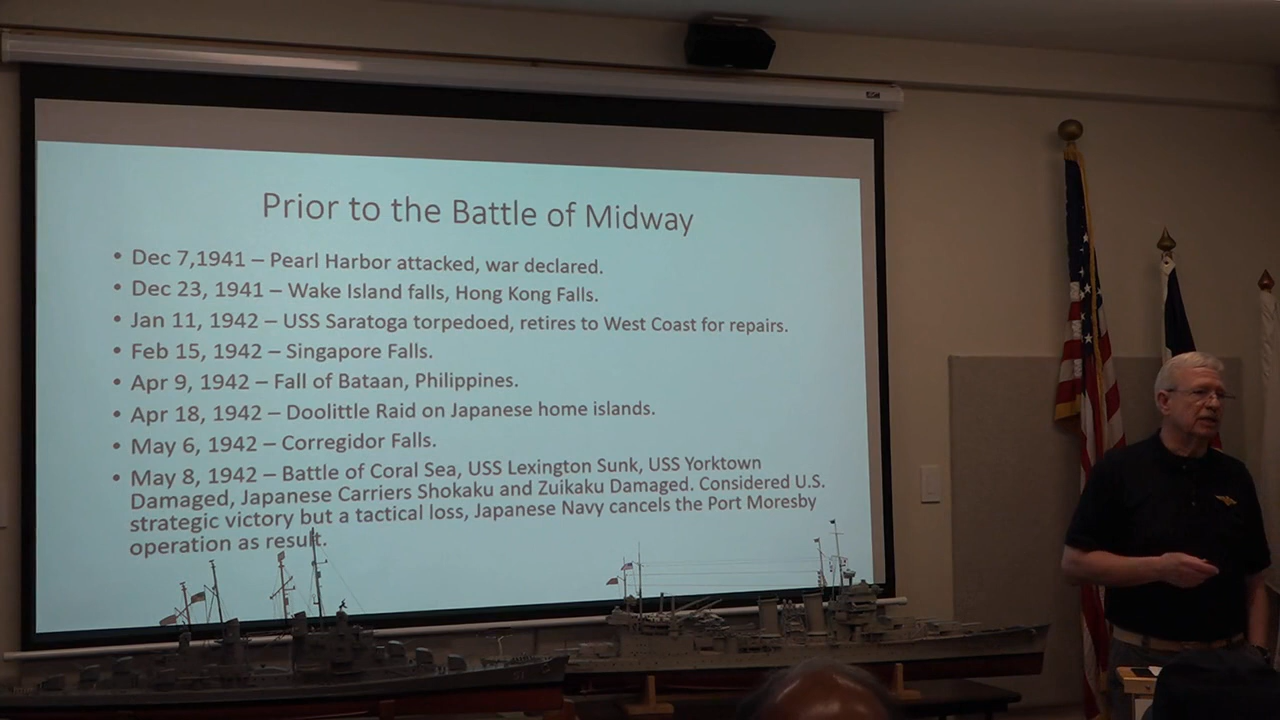 Prior to the Battle of Midway
• Dec 7,1941 – Pearl Harbor attacked, war declared.
• Dec 23, 1941 – Wake Island falls, Hong Kong Falls.
• Jan 11, 1942 – USS Saratoga torpedoed, retires to West Coast for repairs.
• Feb 15, 1942 – Singapore Falls.
• Apr 9, 1942 – Fall of Bataan, Philippines.
• Apr 18, 1942 – Doolittle Raid on Japanese home islands.
• May 6, 1942 – Corregidor Falls.
• May 8, 1942 – Battle of Coral Sea, USS Lexington Sunk, USS Yorktown
Damaged, Japanese Carriers Shokaku and Zuikaku Damaged. Considered U.S.
strategic victory but a tactical loss, Japanese Navy cancels the Port Moresby
operation as result.